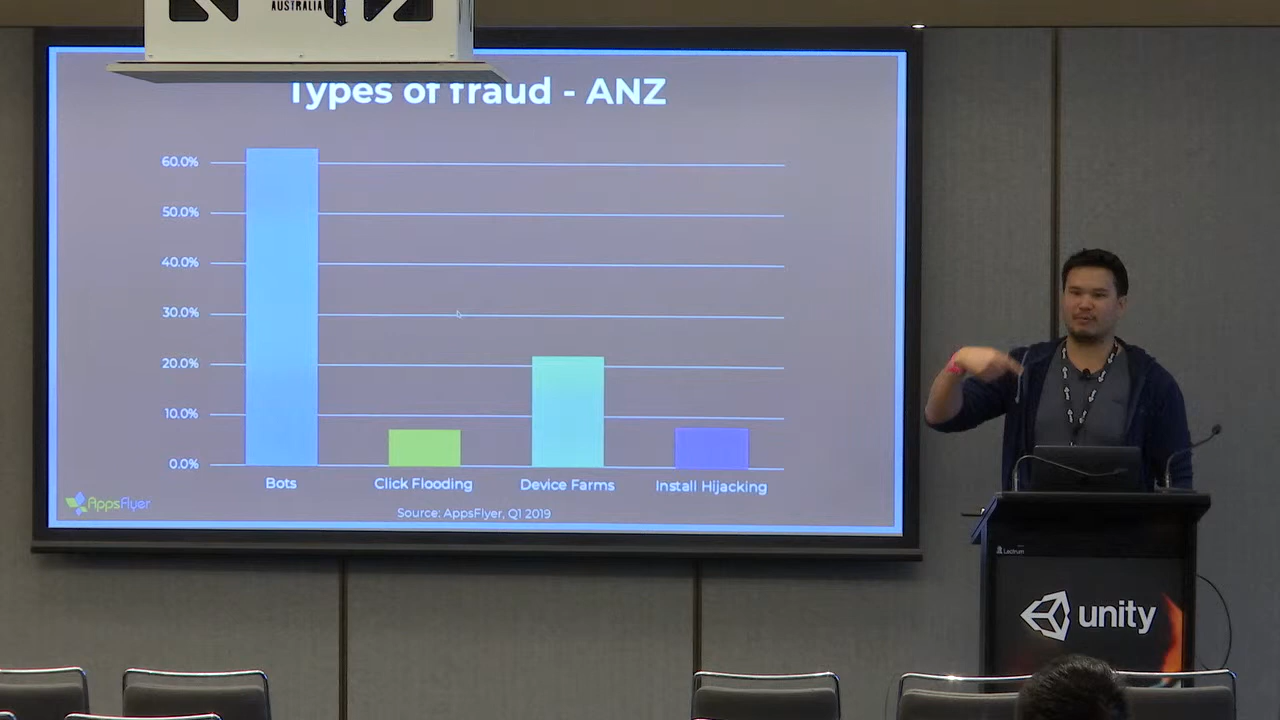 AUSTRALIA
Types of fraud - ANZ
60.0%
50.0%
40.0%
30.0%
20.0%
10.0%
0.0%
Bots
Click Flooding
Device Farms
Install Hijacking
AppsFlyer
Source: AppsFlyer, Q1 2019
Lectrum
unity